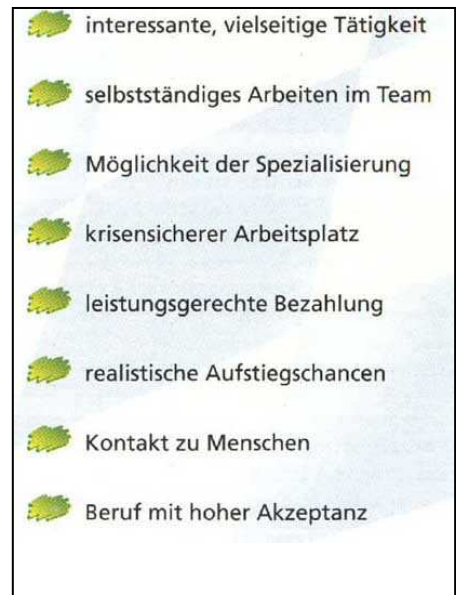 interessante, vielseitige Tätigkeit
selbstständiges Arbeiten im Team
Möglichkeit der Spezialisierung
krisensicherer Arbeitsplatz
leistungsgerechte Bezahlung
realistische Aufstiegschancen
Kontakt zu Menschen
Beruf mit hoher Akzeptanz